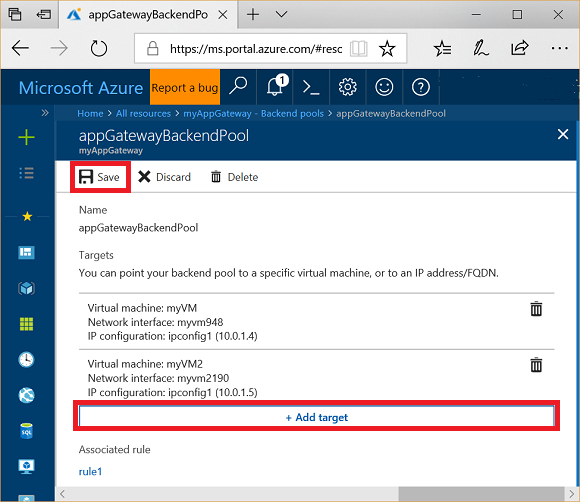 appGatewayBackendPo
https://ms.portal.azure.com/#resc
Microsoft Azure
Report a bug
1
Home > All resources > myAppGateway - Backend pools > appGatewayBackendPool
appGatewayBackendPool
myAppGateway
Save
Discard
Delete
Name
appGatewayBackendPool
Targets
You can point your backend pool to a specific virtual machine, or to an IP address/FQDN.
Virtual machine: myVM
Network interface: myvm948
IP configuration: ipconfig1 (10.0.1.4)
Virtual machine: myVM2
Network interface: myvm2190
IP configuration: ipconfig1 (10.0.1.5)
+ Add target
Associated rule
rule1
SQL